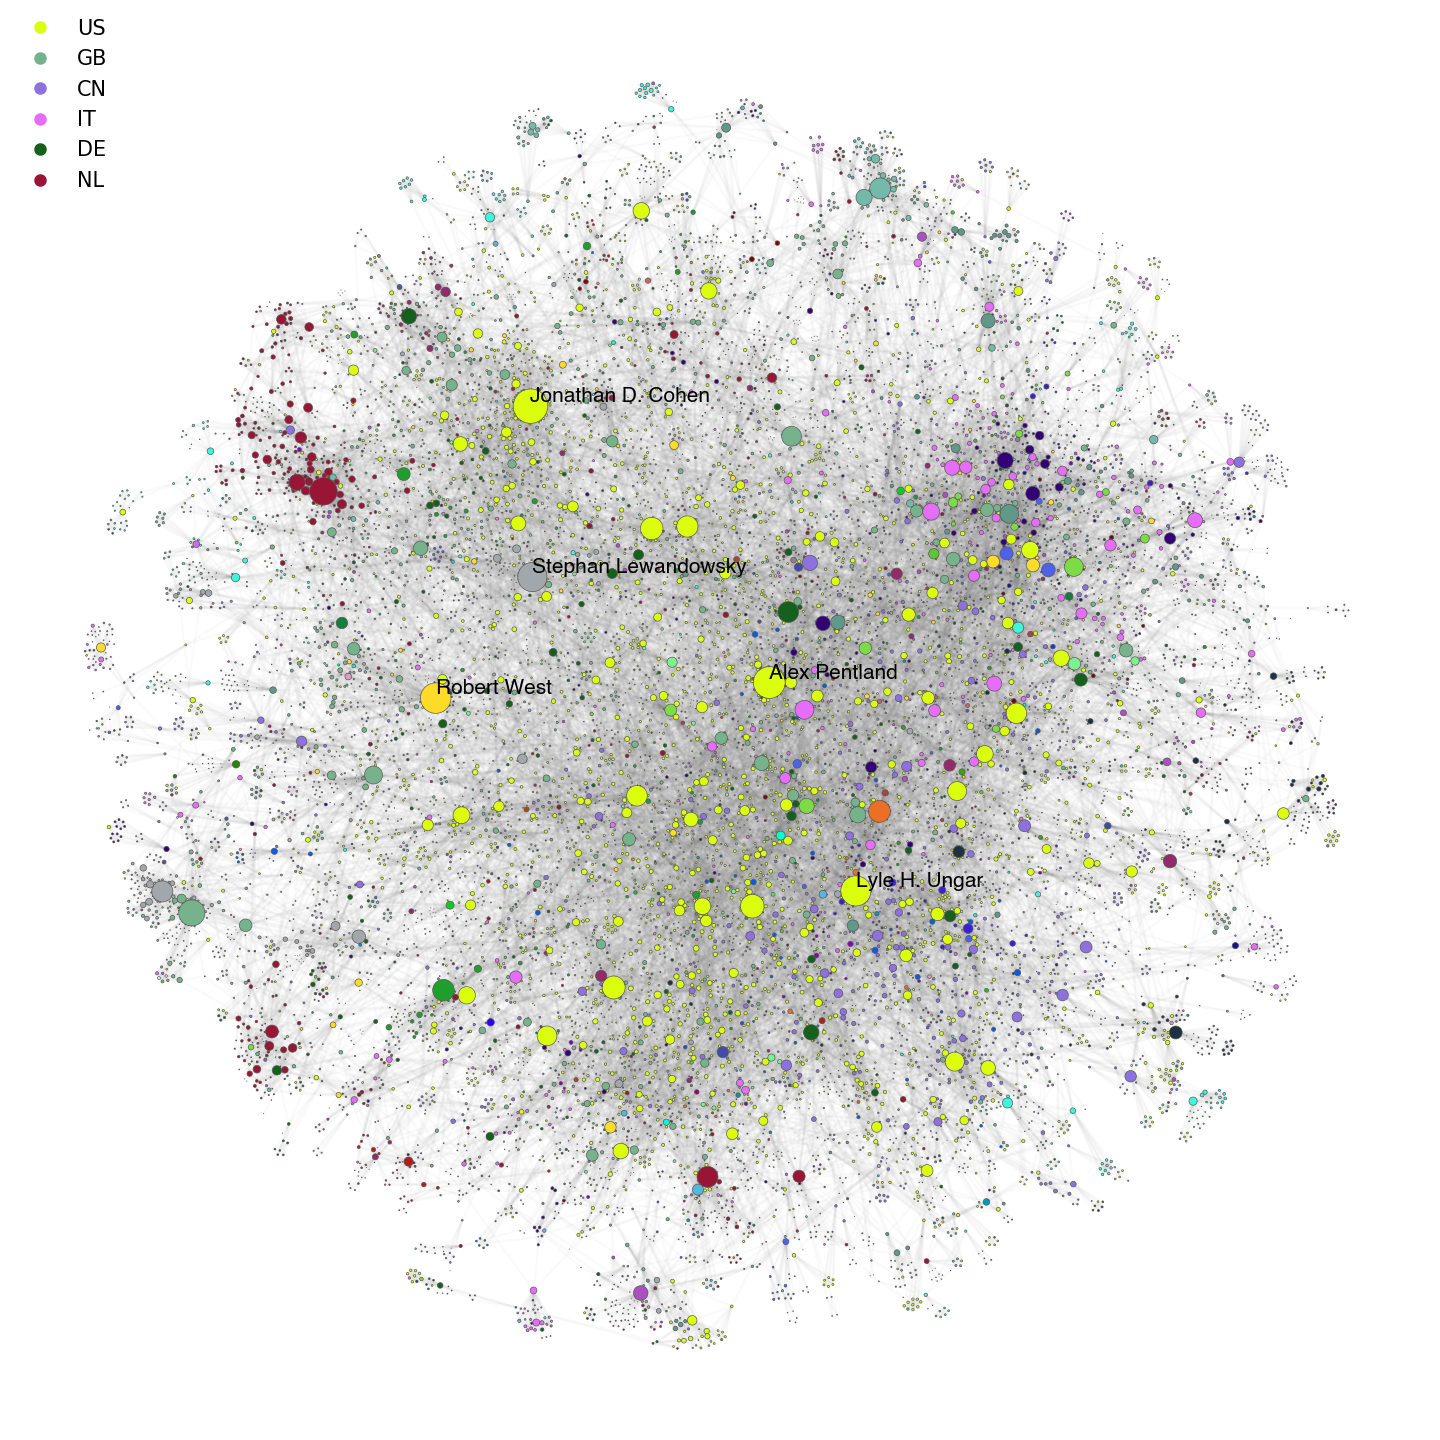 US
GB
CN
IT
DE
NL
Jonathan D. Cohen
Stephan Lewandowsky
Alex Pentland
Robert West
Lyle H. Ungar